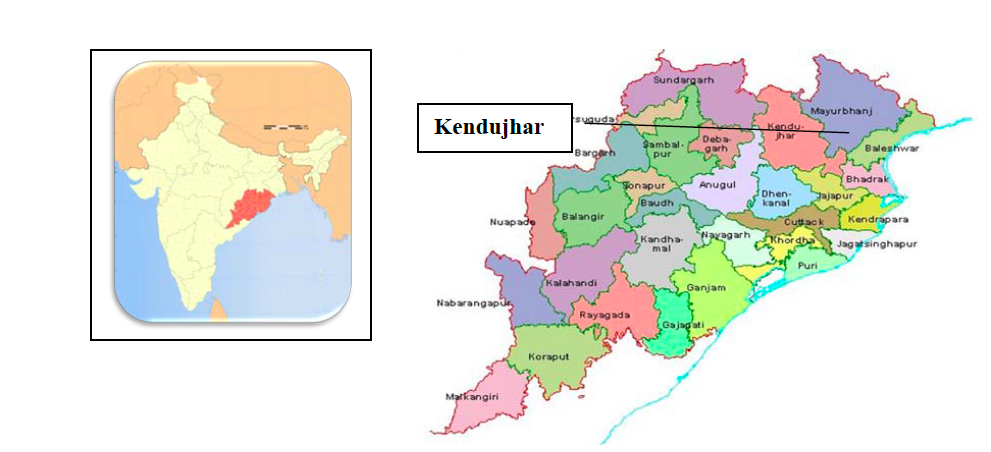 Sundargarh
Mayurbhanj
Kendujhar
rsuguda
Kendu-
jhar
Deba-
garh
Sambal-
pur
Baleshwar
Bargarh
Bhadrak
Anugul
Sonapur
Dhen-
kanal
Jajapur
Baudh
Balangir
Nuapada
Cuttack
Kendrapara
Nayagarh
Kandha-
mal
Khordha
Jagatsinghapur
Puri
Kalahandi
Ganjam
Nabarangapur
Rayagada
Gajapati
Koraput
Malkangiri